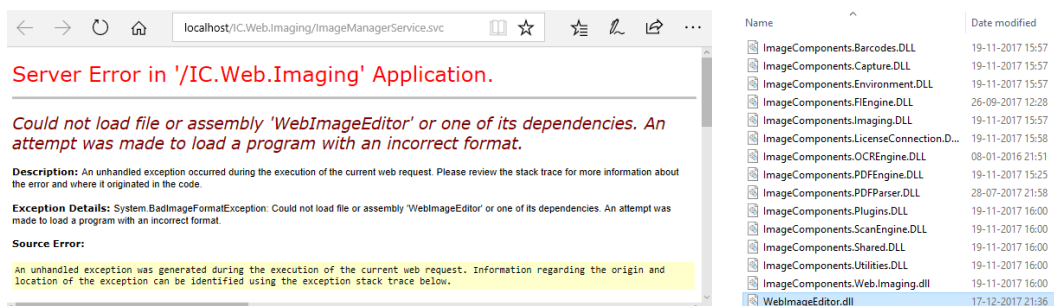 localhost/IC.Web.Imaging/ImageManagerService.svc
Server Error in '/IC.Web.Imaging' Application.
Could not load file or assembly 'WebImageEditor' or one of its dependencies. An
attempt was made to load a program with an incorrect format.
Description: An unhandled exception occurred during the execution of the current web request. Please review the stack trace for more information about
the error and where it originated in the code.
Exception Details: System.BadImageFormatException: Could not load file or assembly 'WebImageEditor' or one of its dependencies. An attempt was
made to load a program with an incorrect format.
Source Error:
An unhandled exception was generated during the execution of the current web request. Information regarding the origin and
location of the exception can be identified using the exception stack trace below.
Name Date modified
ImageComponents.Barcodes.DLL 19-11-2017 15:57
ImageComponents.Capture.DLL 19-11-2017 15:57
ImageComponents.Environment.DLL 19-11-2017 15:57
ImageComponents.FIEngine.DLL 26-09-2017 12:28
ImageComponents.Imaging.DLL 19-11-2017 15:57
ImageComponents.LicenseConnection.D... 19-11-2017 15:58
ImageComponents.OCREngine.DLL 08-01-2016 21:51
ImageComponents.PDFEngine.DLL 19-11-2017 15:25
ImageComponents.PDFParser.DLL 28-07-2017 21:58
ImageComponents.Plugins.DLL 19-11-2017 16:00
ImageComponents.ScanEngine.DLL 19-11-2017 16:00
ImageComponents.Shared.DLL 19-11-2017 16:00
ImageComponents.Utilities.DLL 19-11-2017 16:00
ImageComponents.Web.Imaging.dll 19-11-2017 16:00
WebImageEditor.dll 17-12-2017 21:36